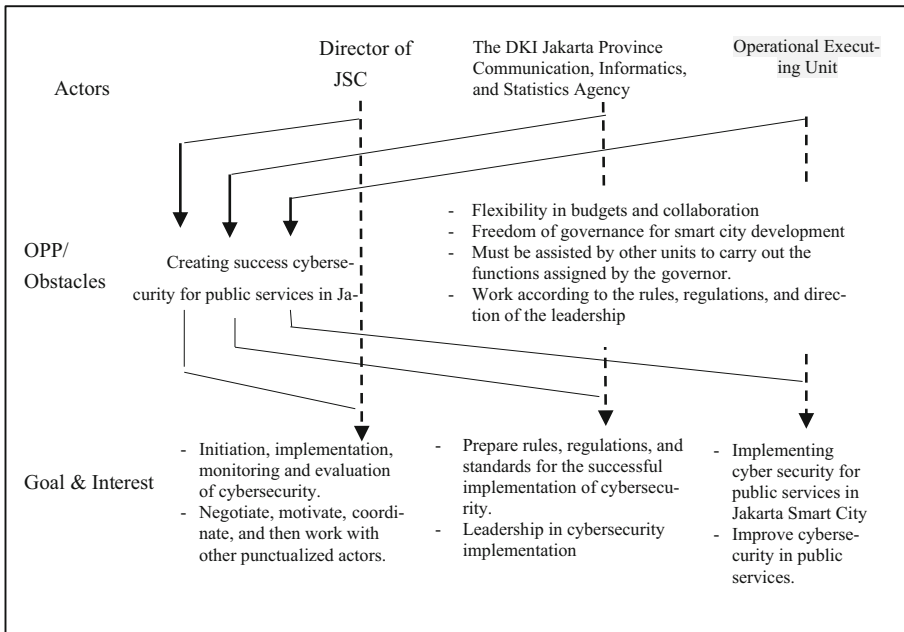 Actors
Director of
JSC
The DKI Jakarta Province
Communication, Informatics,
and Statistics Agency
Operational Execut-
ing Unit
OPP/
Obstacles
Creating success cyberse-
curity for public services in Ja-
- Flexibility in budgets and collaboration
- Freedom of governance for smart city development
- Must be assisted by other units to carry out the
functions assigned by the governor.
- Work according to the rules, regulations, and direc-
tion of the leadership
Goal & Interest
- Initiation, implementation,
monitoring and evaluation
of cybersecurity.
- Negotiate, motivate, coordi-
nate, and then work with
other punctualized actors.
- Prepare rules, regulations, and
standards for the successful
implementation of cybersecu-
rity.
- Leadership in cybersecurity
implementation
- Implementing
cyber security for
public services in
Jakarta Smart City
- Improve cyberse-
curity in public
services.